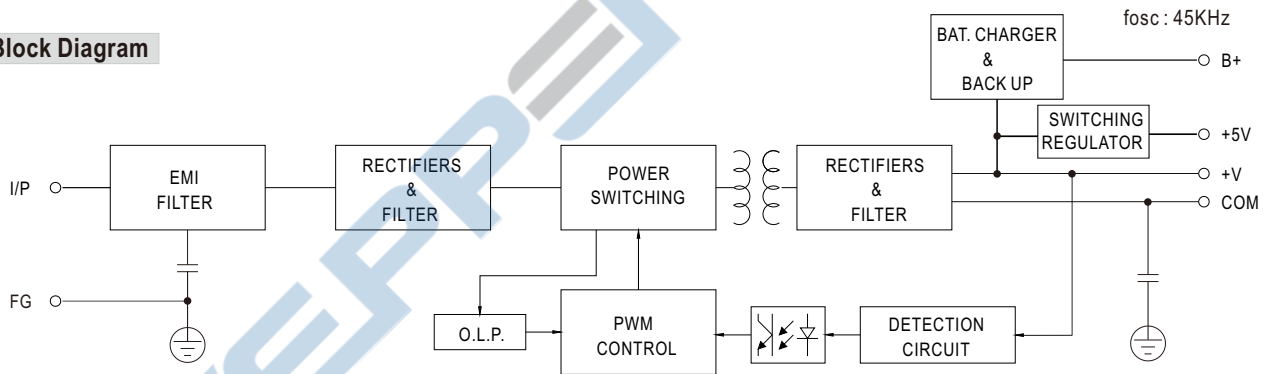 fosc : 45KHz
Block Diagram
BAT. CHARGER
&
BACK UP
B+
SWITCHING
REGULATOR
+5V
I/P
EMI
FILTER
RECTIFIERS
&
FILTER
POWER
SWITCHING
RECTIFIERS
&
FILTER
+V
COM
FG
O.L.P.
PWM
CONTROL
DETECTION
CIRCUIT